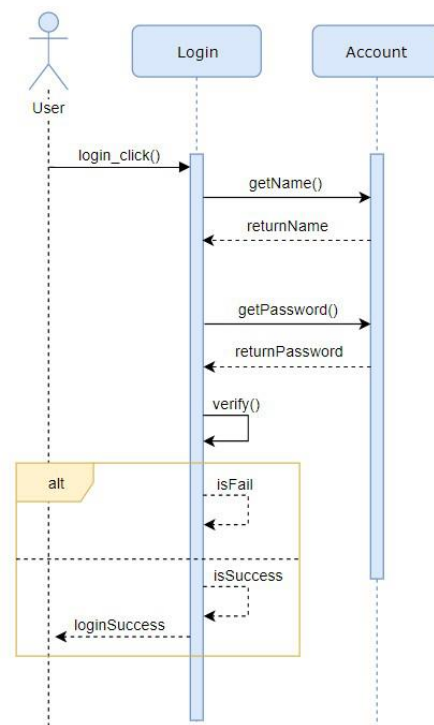 Login
Account
User
login_click()
getName()
returnName
getPassword()
returnPassword
verify()
alt
isFail
isSuccess
loginSuccess